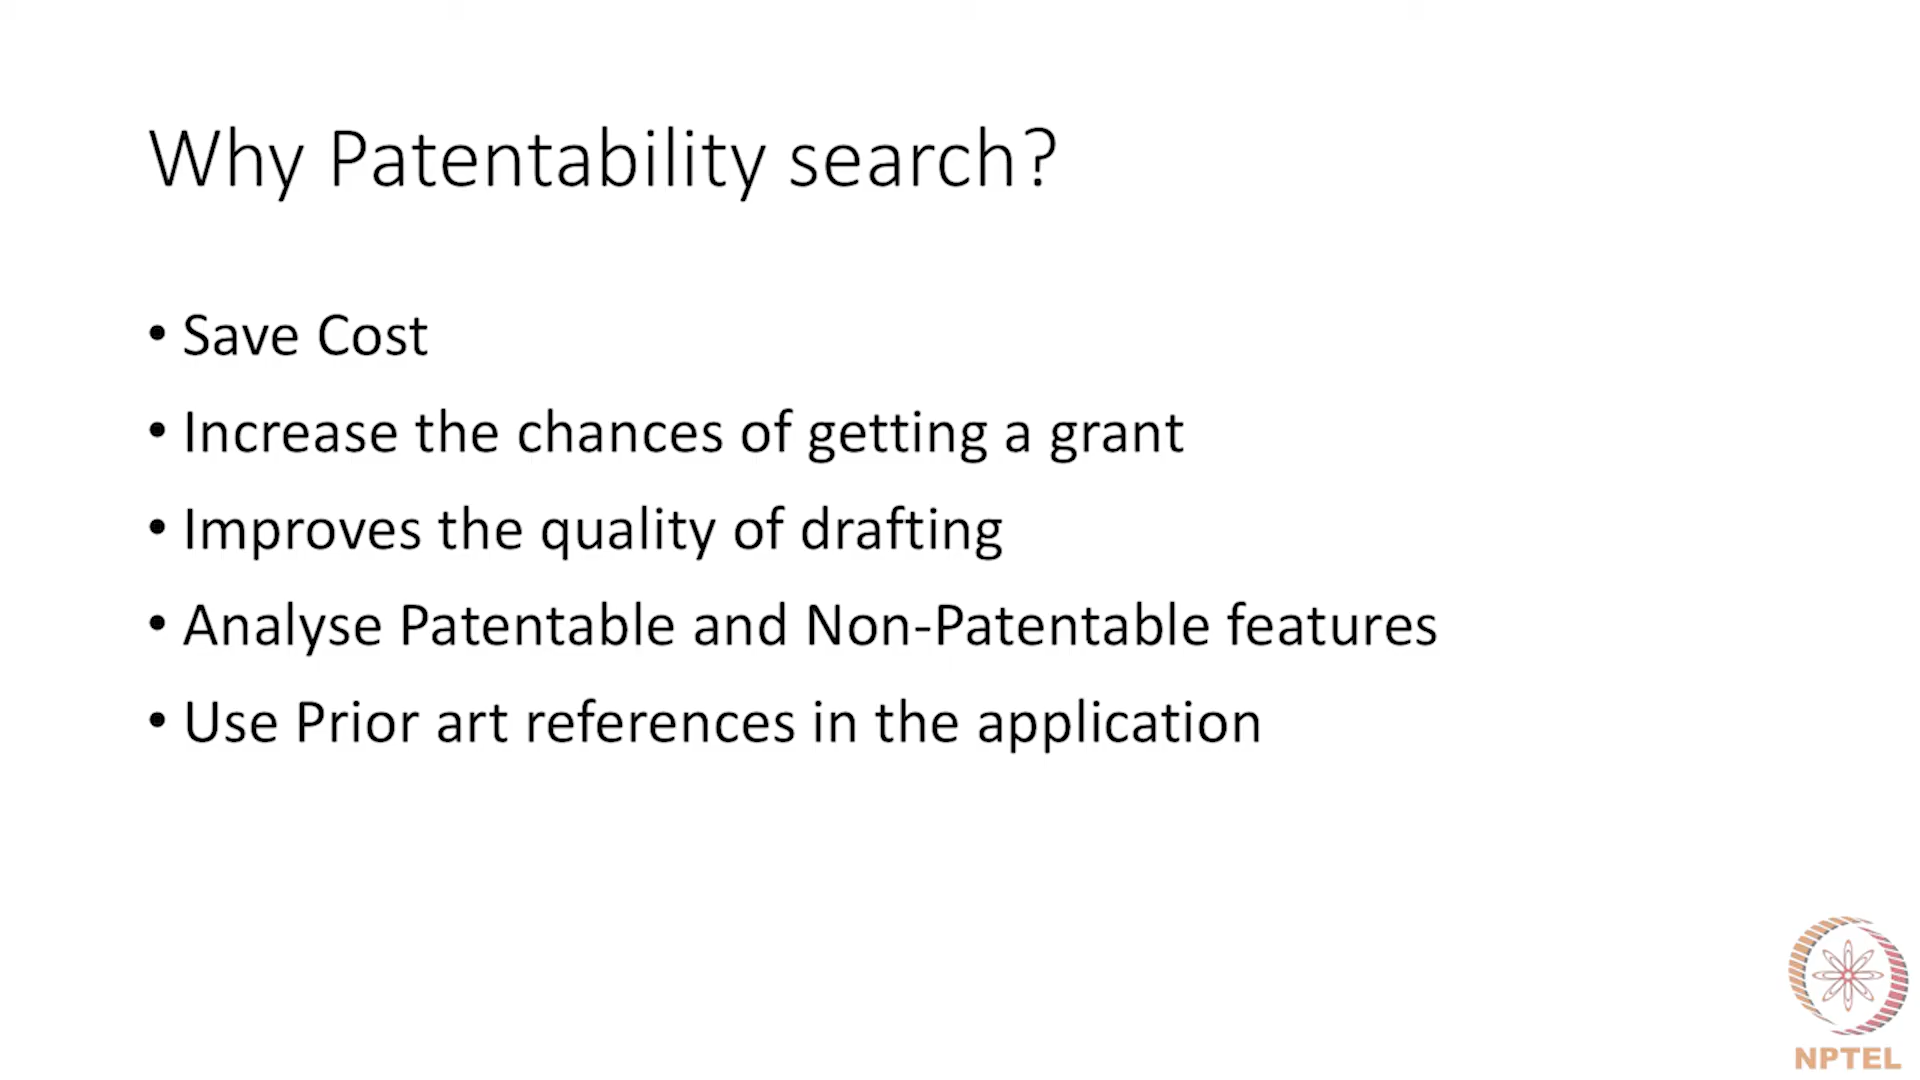 Why Patentability search?
• Save Cost
• Increase the chances of getting a grant
• Improves the quality of drafting
• Analyse Patentable and Non-Patentable features
• Use Prior art references in the application
NPTEL